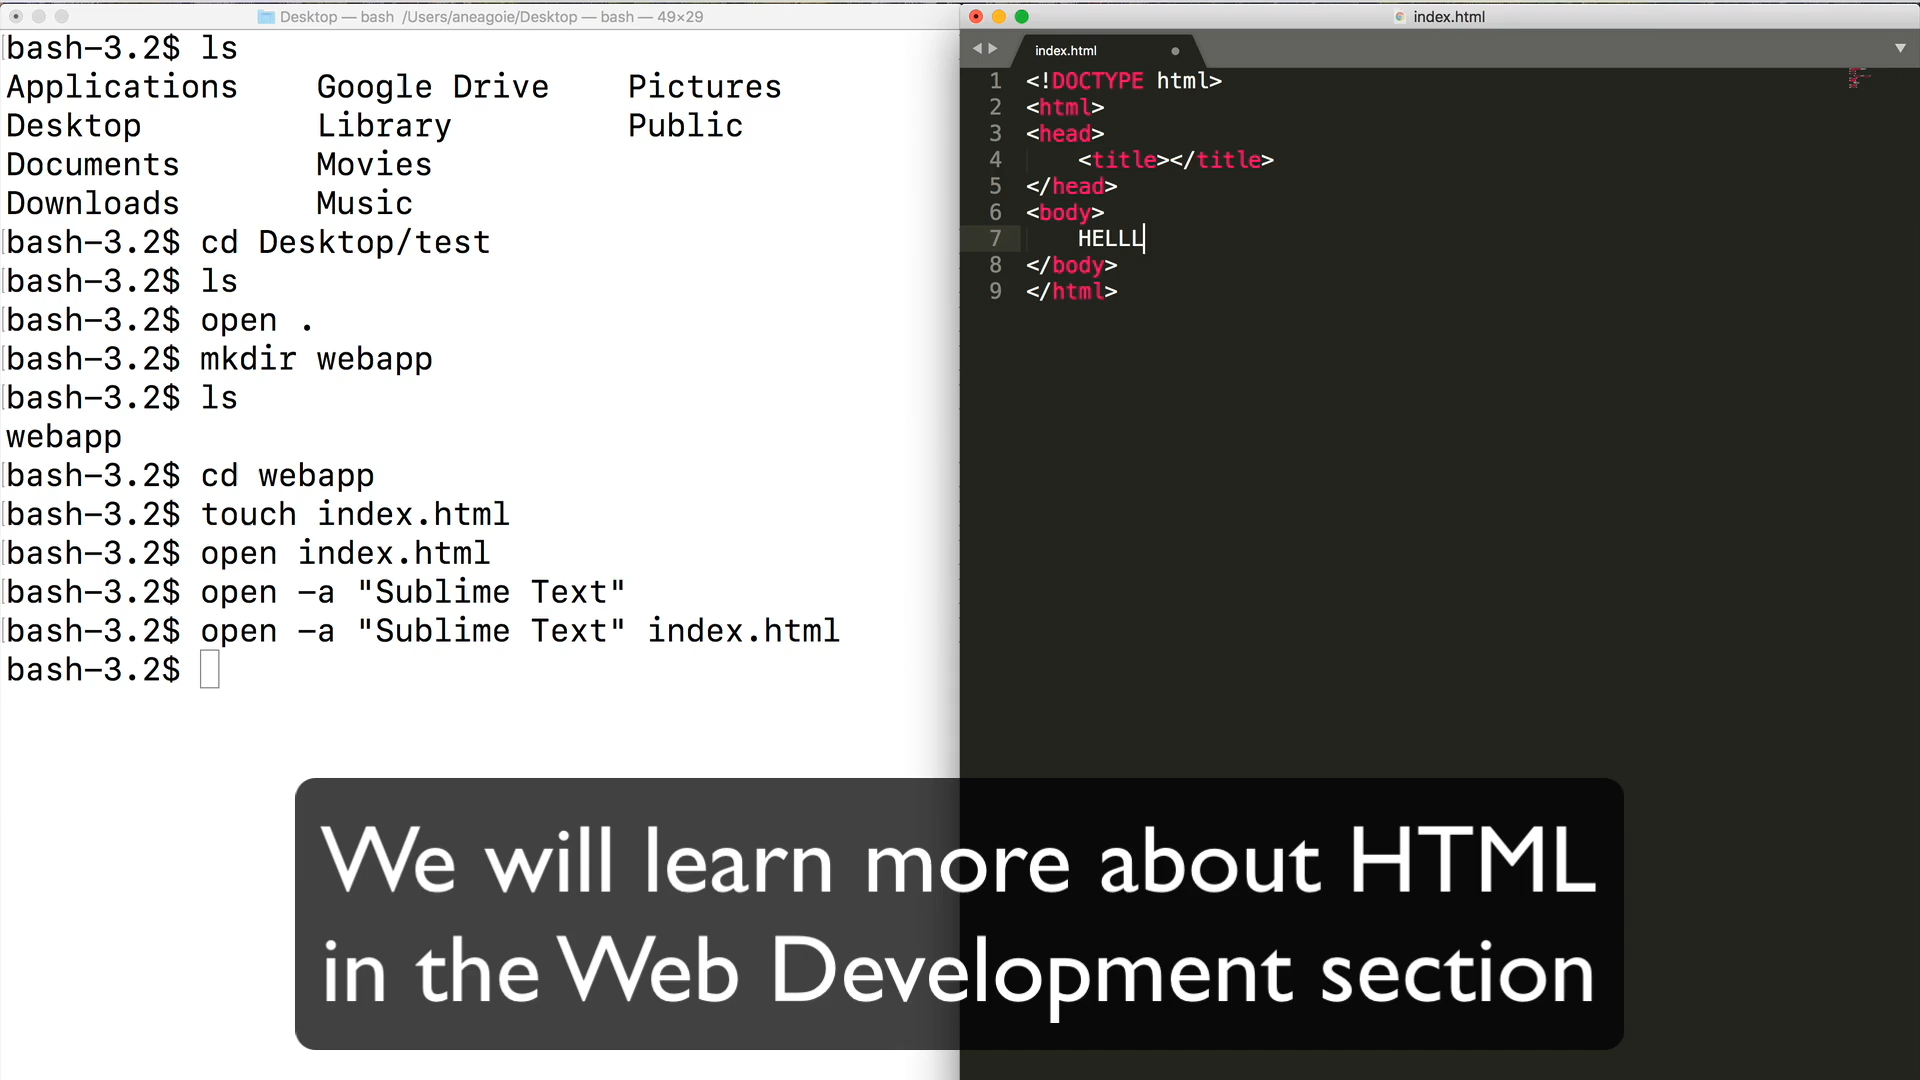 Desktop — bash /Users/aneagoie/Desktop — bash — 49×29
bash-3.2$ ls
Applications Google Drive Pictures
Desktop Library Public
Documents Movies
Downloads Music
bash-3.2$ cd Desktop/test
bash-3.2$ ls
bash-3.2$ open .
bash-3.2$ mkdir webapp
bash-3.2$ ls
webapp
bash-3.2$ cd webapp
bash-3.2$ touch index.html
bash-3.2$ open index.html
bash-3.2$ open -a "Sublime Text"
bash-3.2$ open -a "Sublime Text" index.html
bash-3.2$
index.html
index.html
1 <!DOCTYPE html>
2 <html>
3 <head>
4 <title></title>
5 </head>
6 <body>
7 HELLL
8 </body>
9 </html>
We will learn more about HTML
in the Web Development section